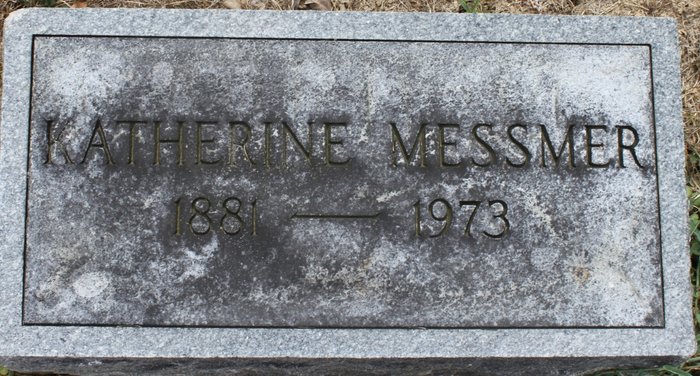 KATHERINE MESSMER
1881 — 1973